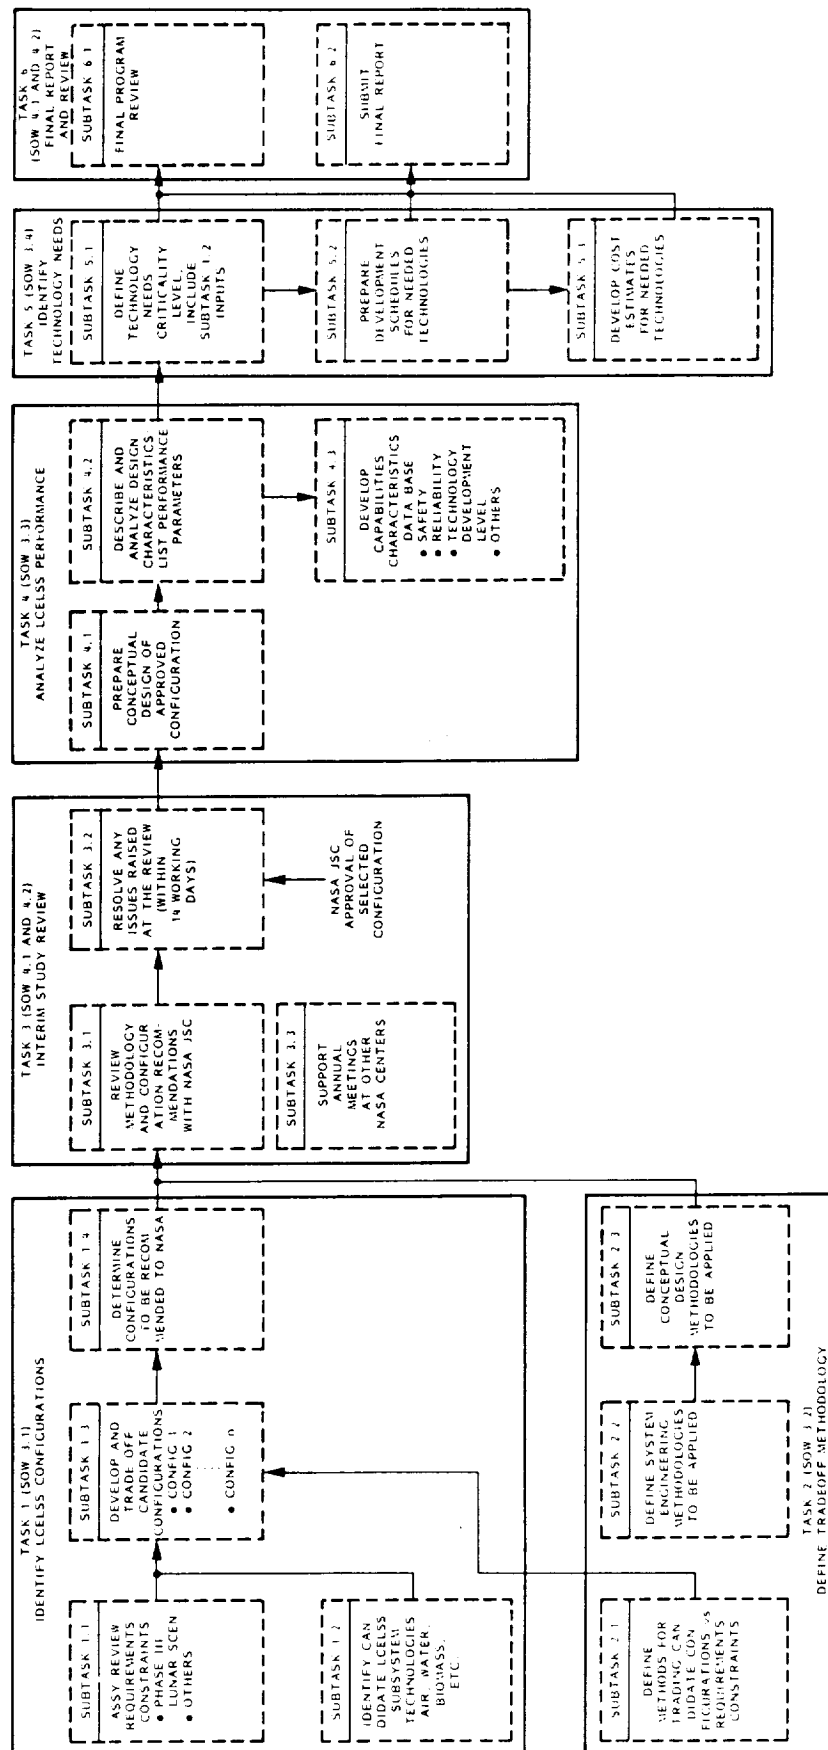 TASK 1 (SOW 3.1)
IDENTIFY LCELSS CONFIGURATIONS
SUBTASK 1.1
ASSY REVIEW
REQUIREMENTS
CONSTRAINTS
• PHASE III
LUNAR SCEN
• OTHERS
SUBTASK 1 2
IDENTIFY CAN
DIDATE LCELSS
SUBSYSTEM
TECHNOLOGIES
AIR, WATER,
BIOMASS,
ETC.
SUBTASK 1 3
DEVELOP AND
TRADE OFF
CANDIDATE
CONFIGURATIONS
• CONFIG 1
• CONFIG 2
• CONFIG n
SUBTASK 1 4
DETERMINE
CONFIGURATIONS
TO BE RECOM
MENDED TO NASA
TASK 2 (SOW 3 2)
DEFINE TRADEOFF METHODOLOGY
SUBTASK 2 1
DEFINE
METHODS FOR
TRADING CAN
DIDATE CON
FIGURATIONS vs
REQUIREMENTS
CONSTRAINTS
SUBTASK 2 2
DEFINE SYSTEM
ENGINEERING
METHODOLOGIES
TO BE APPLIED
SUBTASK 2 3
DEFINE
CONCEPTUAL
DESIGN
METHODOLOGIES
TO BE APPLIED
TASK 3 (SOW 4.1 AND 4.2)
INTERIM STUDY REVIEW
SUBTASK 3.1
REVIEW
METHODOLOGY
AND CONFIGUR
ATION RECOM-
MENDATIONS
WITH NASA JSC
SUBTASK 3.2
RESOLVE ANY
ISSUES RAISED
AT THE REVIEW
(WITHIN
14 WORKING
DAYS)
SUBTASK 3.3
SUPPORT
ANNUAL
MEETINGS
AT OTHER
NASA CENTERS
NASA JSC
APPROVAL OF
SELECTED
CONFIGURATION
TASK 4 (SOW 3.3)
ANALYZE LCELSS PERFORMANCE
SUBTASK 4.1
PREPARE
CONCEPTUAL
DESIGN OF
APPROVED
CONFIGURATION
SUBTASK 4.2
DESCRIBE AND
ANALYZE DESIGN
CHARACTERISTICS
LIST PERFORMANCE
PARAMETERS
SUBTASK 4.3
DEVELOP
CAPABILITIES
CHARACTERISTICS
DATA BASE
• SAFETY
• RELIABILITY
• TECHNOLOGY
DEVELOPMENT
LEVEL
• OTHERS
TASK 5 (SOW 3.4)
IDENTIFY
TECHNOLOGY NEEDS
SUBTASK 5.1
DEFINE
TECHNOLOGY
NEEDS
CRITICALITY
LEVEL,
INCLUDE
SUBTASK 1.2
INPUTS
SUBTASK 5.2
PREPARE
DEVELOPMENT
SCHEDULES
FOR NEEDED
TECHNOLOGIES
SUBTASK 5 3
DEVELOP COST
ESTIMATES
FOR NEEDED
TECHNOLOGIES
TASK 6
(SOW 4.1 AND 4 2)
FINAL REPORT
AND REVIEW
SUBTASK 6 1
FINAL PROGRAM
REVIEW
SUBTASK 6 2
SUBMIT
FINAL REPORT